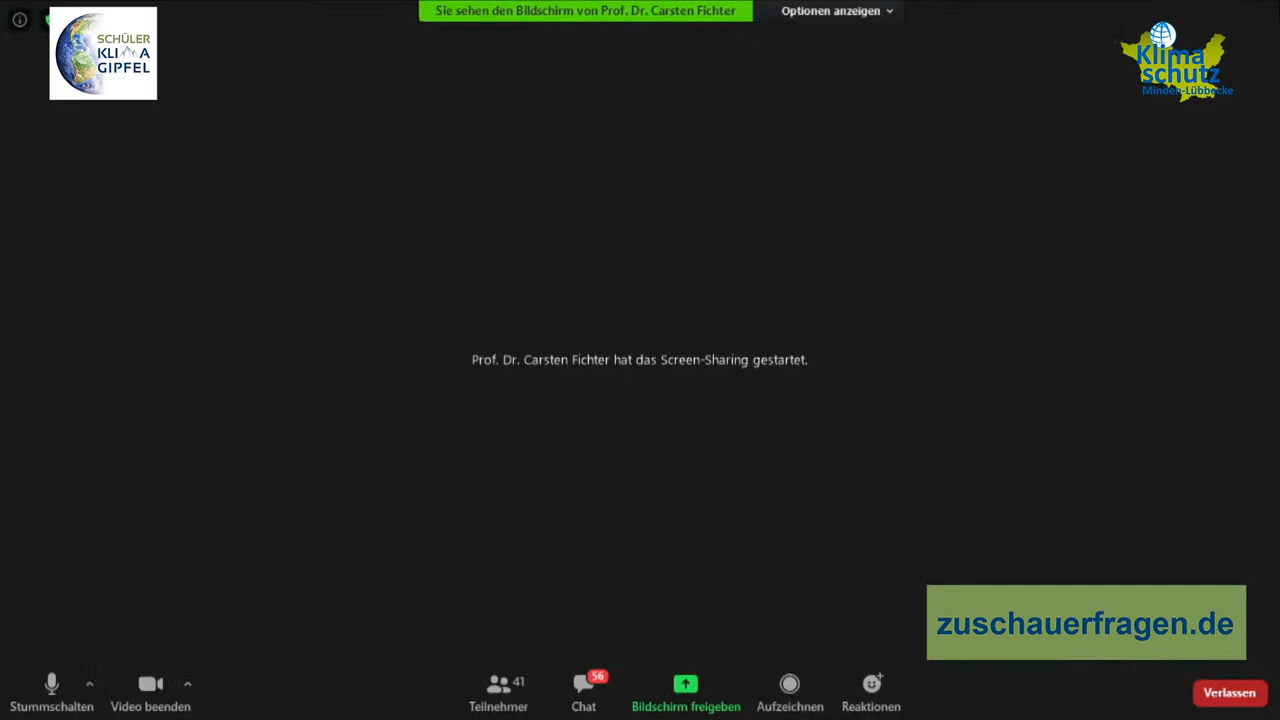 Sie sehen den Bildschirm von Prof. Dr. Carsten Fichter
Optionen anzeigen
SCHÜLER
KLIMA
GIPFEL
Klima
schutz
Minden-Lübbecke
Prof. Dr. Carsten Fichter hat das Screen-Sharing gestartet.
zuschauerfragen.de
41
56
Stummschalten
Video beenden
Teilnehmer
Chat
Bildschirm freigeben
Aufzeichnen
Reaktionen
Verlassen